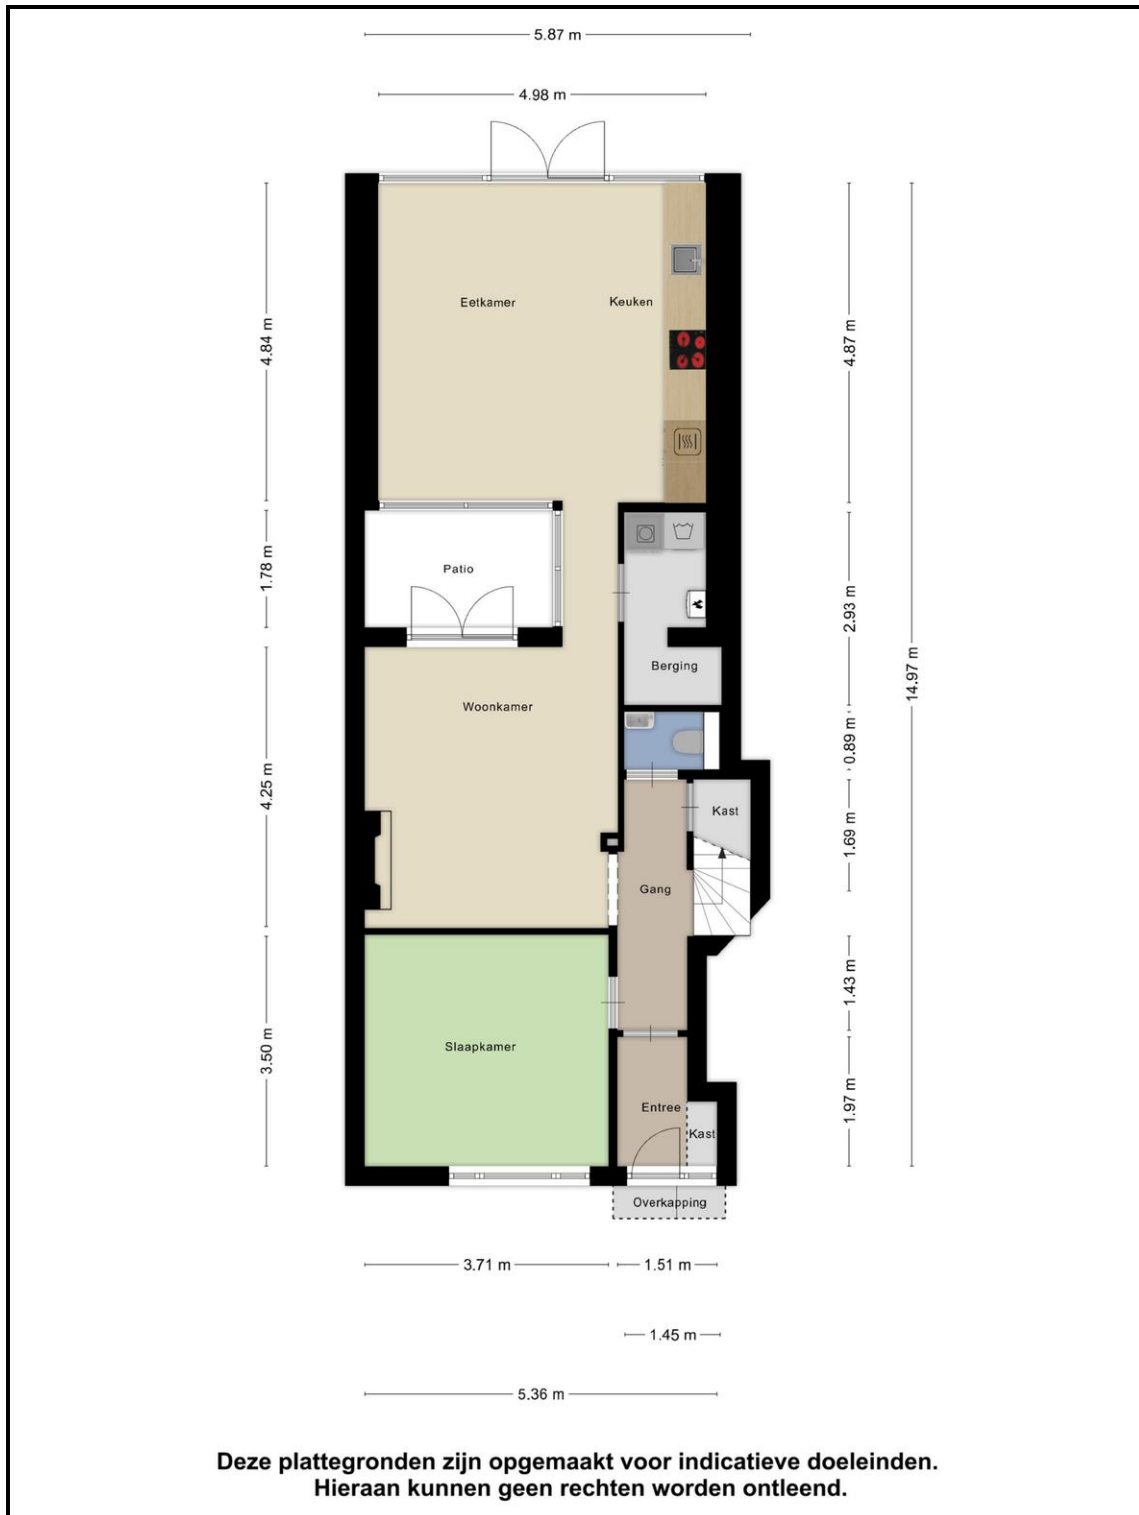 5.87 m
4.98 m
4.84 m
Eetkamer
Keuken
4.87 m
1.78 m
Patio
2.93 m
Berging
14.97 m
Woonkamer
0.89 m
4.25 m
Kast
1.69 m
Gang
1.43 m
3.50 m
Slaapkamer
1.97 m
Entree
Kast
Overkapping
3.71 m
1.51 m
1.45 m
5.36 m
Deze plattegronden zijn opgemaakt voor indicatieve doeleinden.
Hieraan kunnen geen rechten worden ontleend.